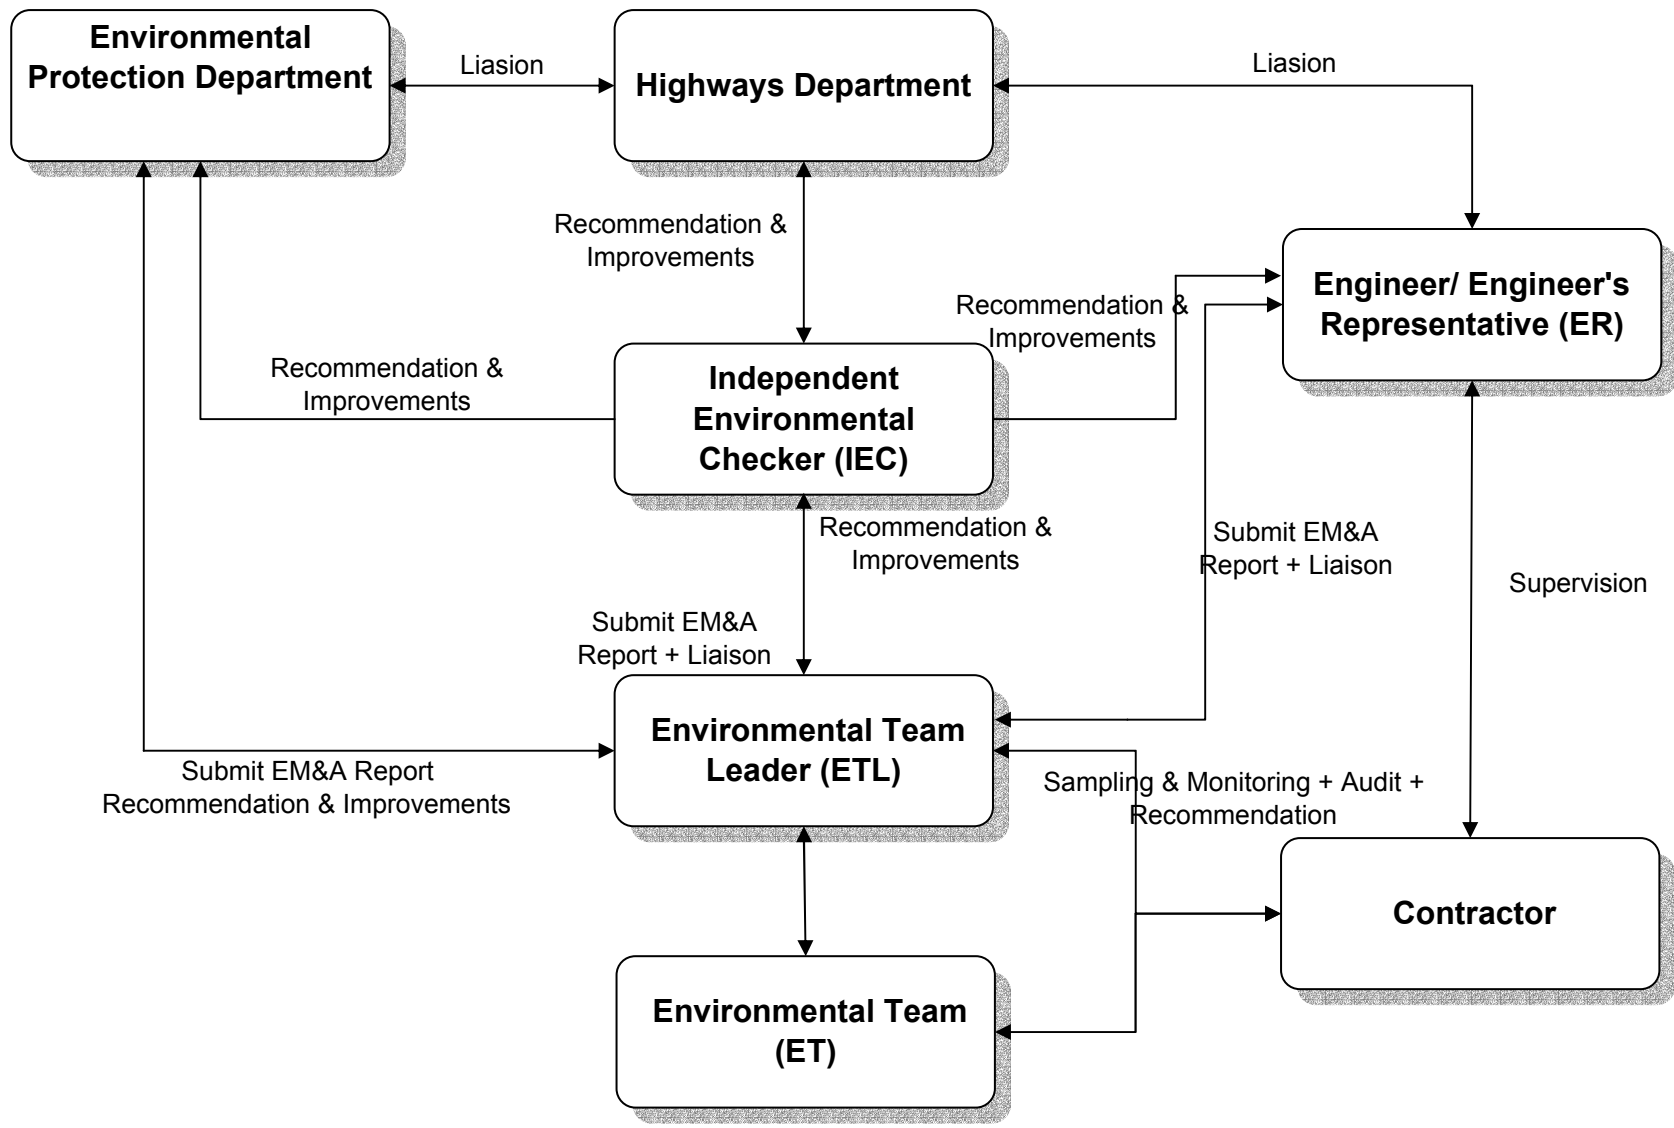 Environmental
Protection Department
Liasion
Highways Department
Liasion
Recommendation &
Improvements
Engineer/ Engineer's
Representative (ER)
Recommendation &
Improvements
Recommendation &
Improvements
Independent
Environmental
Checker (IEC)
Recommendation &
Improvements
Submit EM&A
Report + Liaison
Supervision
Submit EM&A
Report + Liaison
Environmental Team
Leader (ETL)
Submit EM&A Report
Recommendation & Improvements
Sampling & Monitoring + Audit +
Recommendation
Contractor
Environmental Team
(ET)